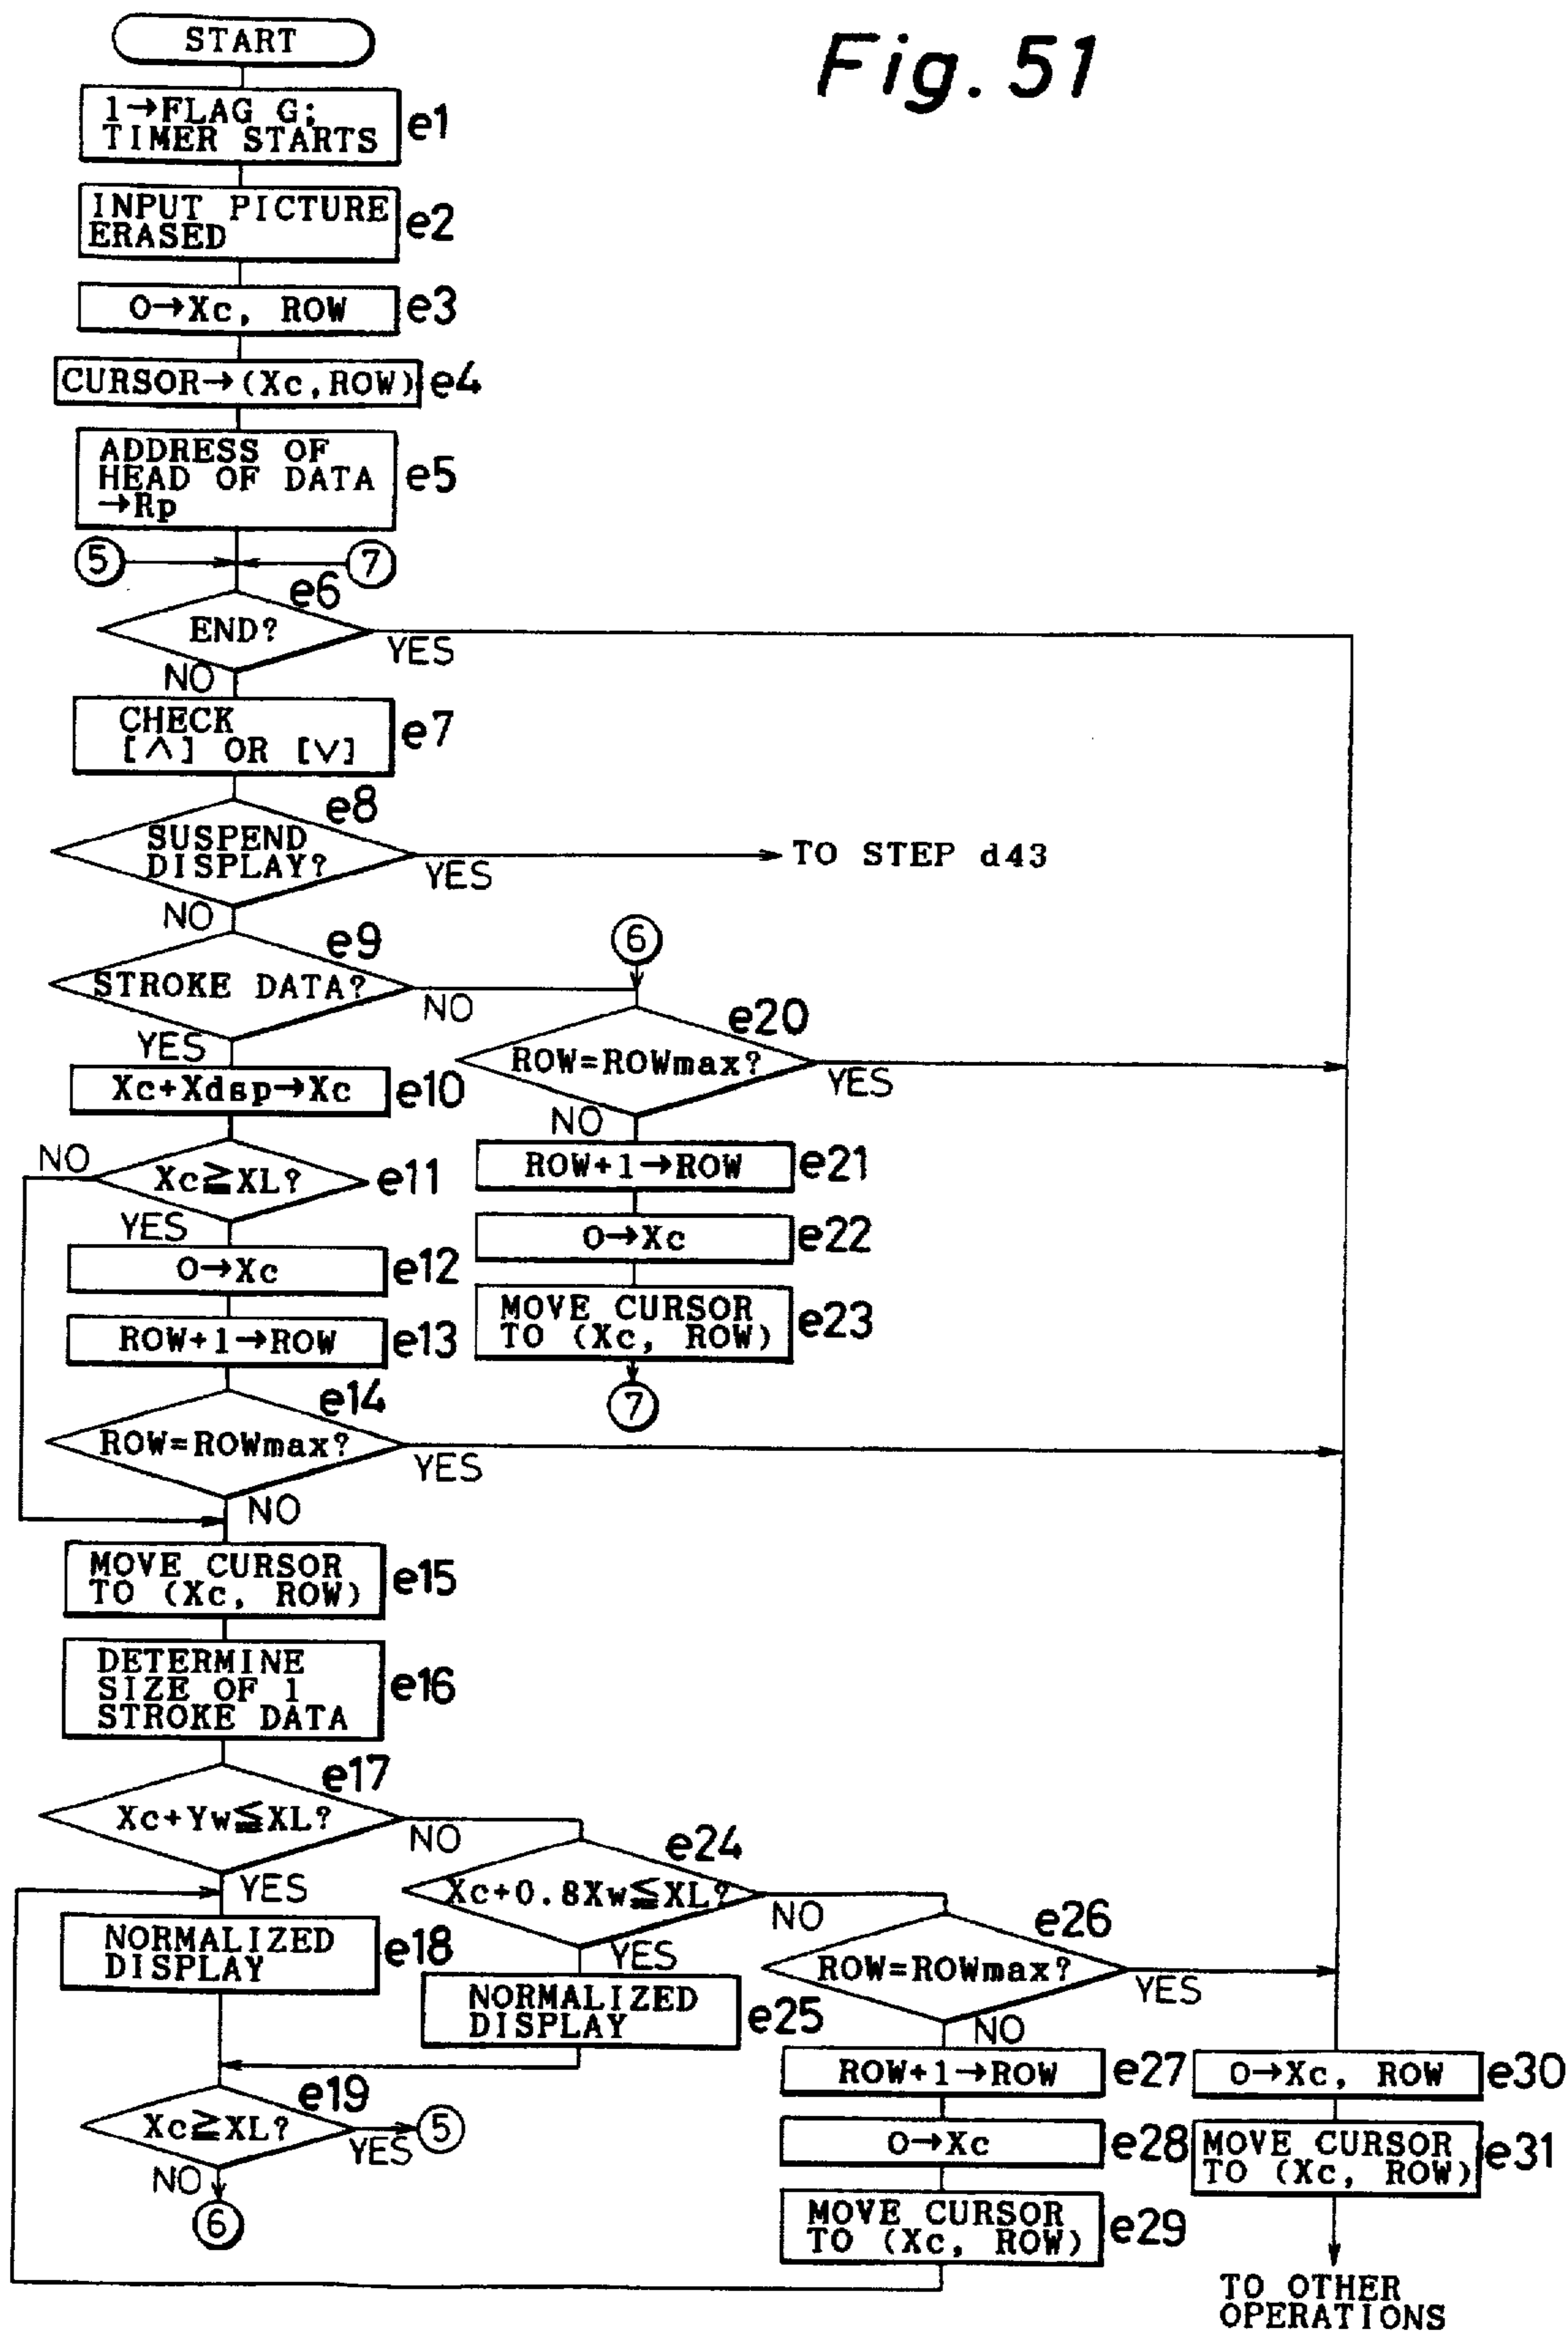 Fig. 51
START
1→FLAG G;
TIMER STARTS
e1
INPUT PICTURE
ERASED
e2
0→Xc, ROW
e3
CURSOR→(Xc,ROW)
e4
ADDRESS OF
HEAD OF DATA
→Rp
e5
5
7
e6
END?
YES
NO
CHECK
[∧] OR [∨]
e7
e8
SUSPEND
DISPLAY?
YES
TO STEP d43
NO
e9
STROKE DATA?
NO
YES
6
e20
ROW=ROWmax?
YES
NO
Xc+Xdsp→Xc
e10
NO
Xc≧XL?
e11
YES
ROW+1→ROW
e21
0→Xc
e22
0→Xc
e12
MOVE CURSOR
TO (Xc, ROW)
e23
ROW+1→ROW
e13
7
e14
ROW=ROWmax?
YES
NO
MOVE CURSOR
TO (Xc, ROW)
e15
DETERMINE
SIZE OF 1
STROKE DATA
e16
e17
Xc+Yw≦XL?
NO
YES
e24
Xc+0.8Xw≦XL?
NO
YES
e26
ROW=ROWmax?
YES
NO
NORMALIZED
DISPLAY
e18
NORMALIZED
DISPLAY
e25
e19
Xc≧XL?
YES
5
NO
6
ROW+1→ROW
e27
0→Xc
e28
MOVE CURSOR
TO (Xc, ROW)
e29
0→Xc, ROW
e30
MOVE CURSOR
TO (Xc, ROW)
e31
TO OTHER
OPERATIONS